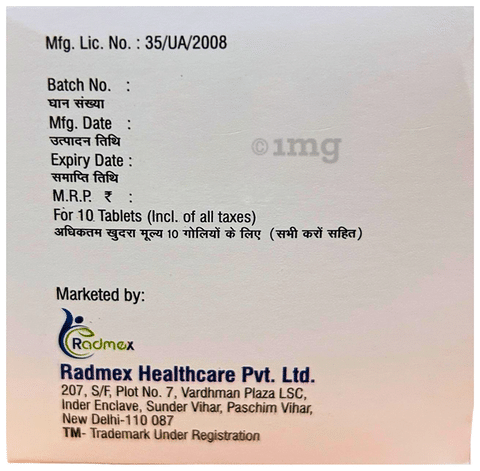 Mfg. Lic. No. : 35/UA/2008
Batch No. :
घान संख्या
Mfg. Date :
उत्पादन तिथि
Expiry Date :
समाप्ति तिथि
M.R.P. ₹ :
For 10 Tablets (Incl. of all taxes)
अधिकतम खुदरा मूल्य 10 गोलियों के लिए (सभी करों सहित)
©1mg
Marketed by:
Radmex
Radmex Healthcare Pvt. Ltd.
207, S/F, Plot No. 7, Vardhman Plaza LSC,
Inder Enclave, Sunder Vihar, Paschim Vihar,
New Delhi-110 087
TM- Trademark Under Registration